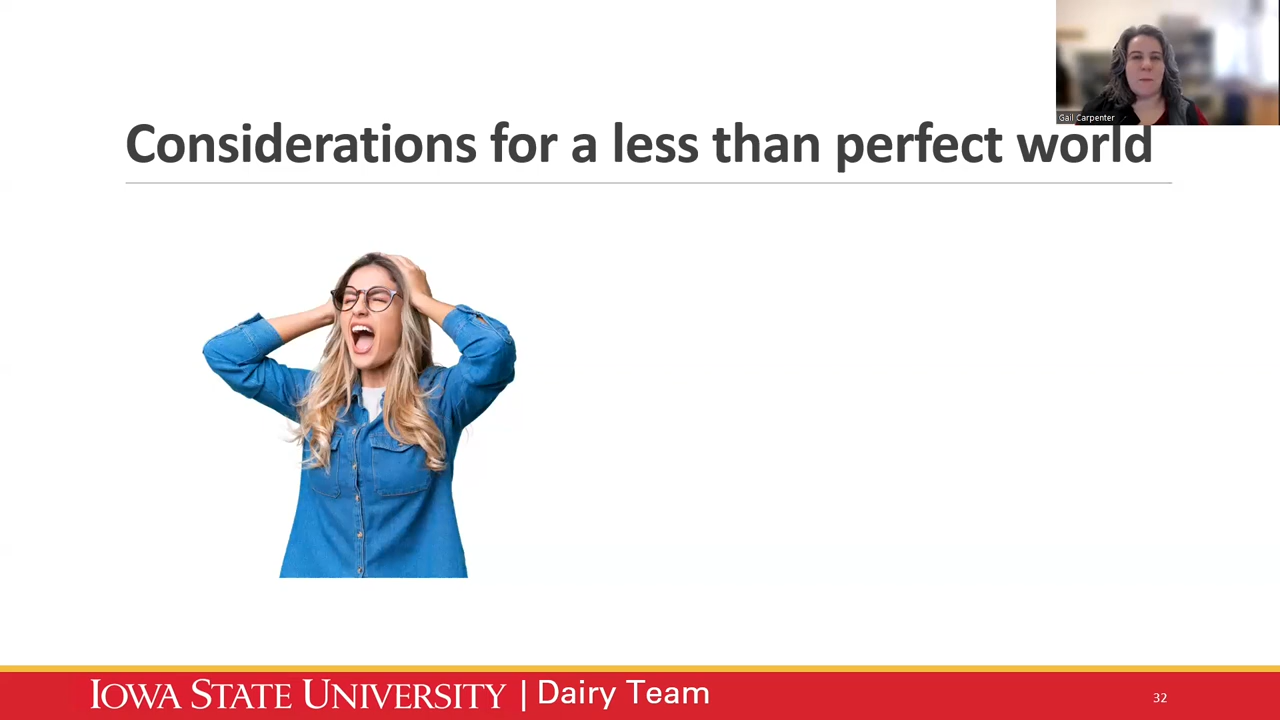 Gail Carpenter
Considerations for a less than perfect world
IOWA STATE UNIVERSITY | Dairy Team
32